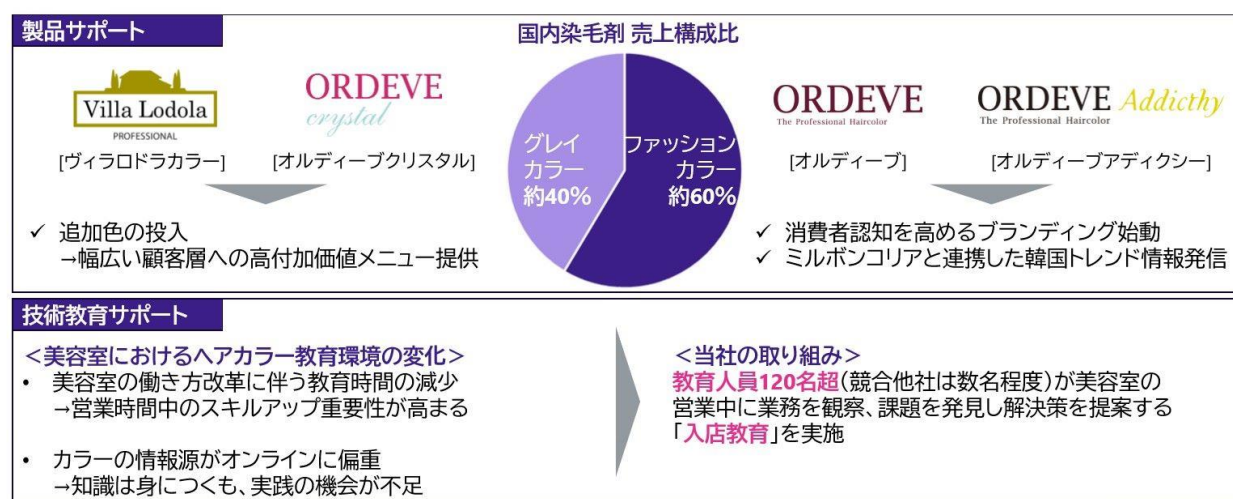 製品サポート
国内染毛剤 売上構成比
Villa Lodola
PROFESSIONAL
[ヴィラロドラカラー]
ORDEVE
crystal
[オルディーブクリスタル]
✓ 追加色の投入
→幅広い顧客層への高付加価値メニュー提供
グレイ
カラー
約40%
ファッション
カラー
約60%
ORDEVE
The Professional Haircolor
[オルディーブ]
ORDEVE Addicthy
The Professional Haircolor
[オルディーブアディクシー]
✓ 消費者認知を高めるブランディング始動
✓ ミルボンコリアと連携した韓国トレンド情報発信
技術教育サポート
<美容室におけるヘアカラー教育環境の変化>
• 美容室の働き方改革に伴う教育時間の減少
→営業時間中のスキルアップ重要性が高まる
• カラーの情報源がオンラインに偏重
→知識は身につくも、実践の機会が不足
<当社の取り組み>
教育人員120名超(競合他社は数名程度)が美容室の
営業中に業務を観察、課題を発見し解決策を提案する
「入店教育」を実施